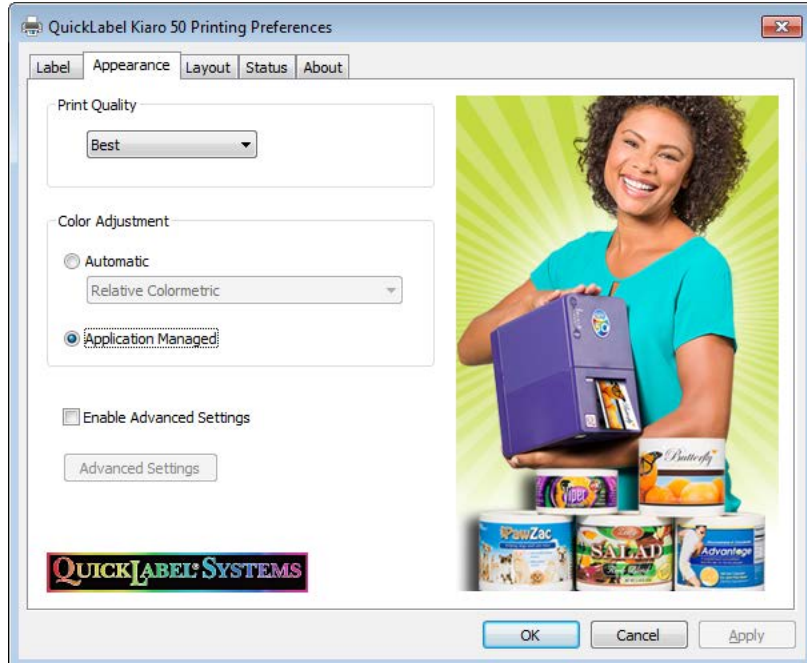 QuickLabel Kiaro 50 Printing Preferences
Label Appearance Layout Status About
Print Quality
Best
Color Adjustment
Automatic
Relative Colormetric
Application Managed
Enable Advanced Settings
Advanced Settings
QUICKLABEL SYSTEMS
Butterfly
Viper
PawZac
SALAD
Advantage
OK Cancel Apply